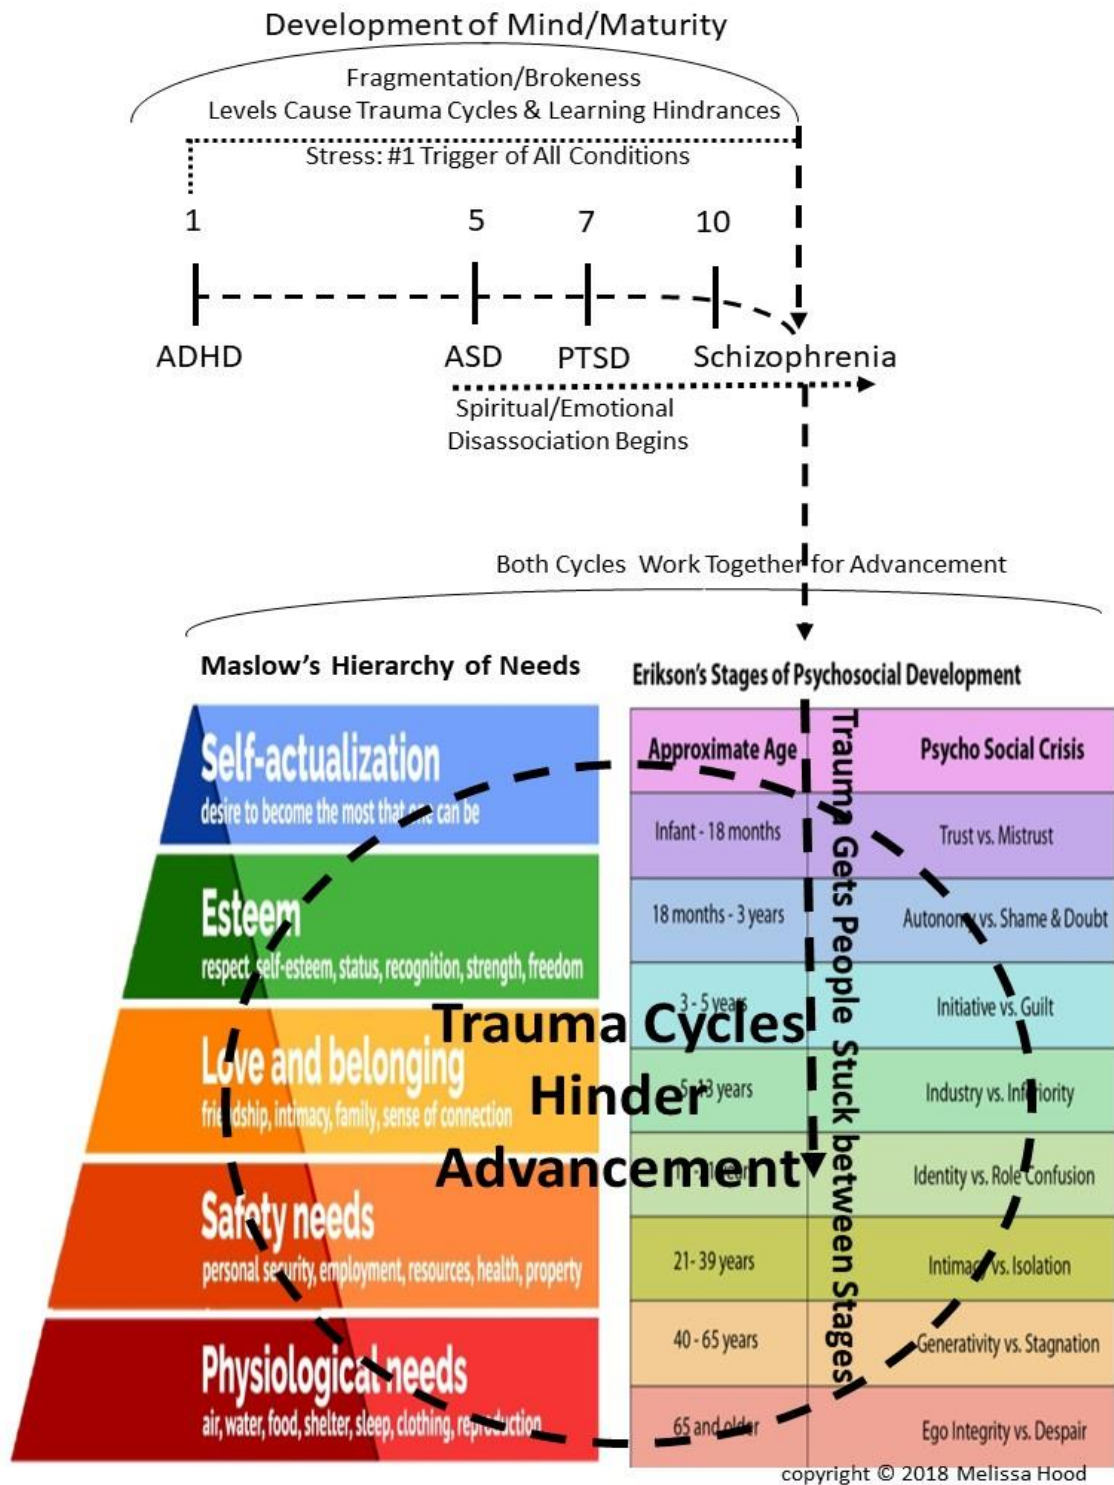 Development of Mind/Maturity
Fragmentation/Brokeness
Levels Cause Trauma Cycles & Learning Hindrances
Stress: #1 Trigger of All Conditions
1 5 7 10
ADHD ASD PTSD Schizophrenia
Spiritual/Emotional
Disassociation Begins
Both Cycles Work Together for Advancement
Maslow's Hierarchy of Needs
Self-actualization
desire to become the most that one can be
Esteem
respect, self-esteem, status, recognition, strength, freedom
Love and belonging
friendship, intimacy, family, sense of connection
Safety needs
personal security, employment, resources, health, property
Physiological needs
air, water, food, shelter, sleep, clothing, reproduction
Erikson's Stages of Psychosocial Development
Approximate Age Psycho Social Crisis
Infant - 18 months Trust vs. Mistrust
18 months - 3 years Autonomy vs. Shame & Doubt
3 - 5 years Initiative vs. Guilt
5 - 13 years Industry vs. Inferiority
Identity vs. Role Confusion
21- 39 years Intimacy vs. Isolation
40 - 65 years Generativity vs. Stagnation
65 and older Ego Integrity vs. Despair
Trauma Gets People Stuck between Stages
Trauma Cycles
Hinder
Advancement
copyright © 2018 Melissa Hood